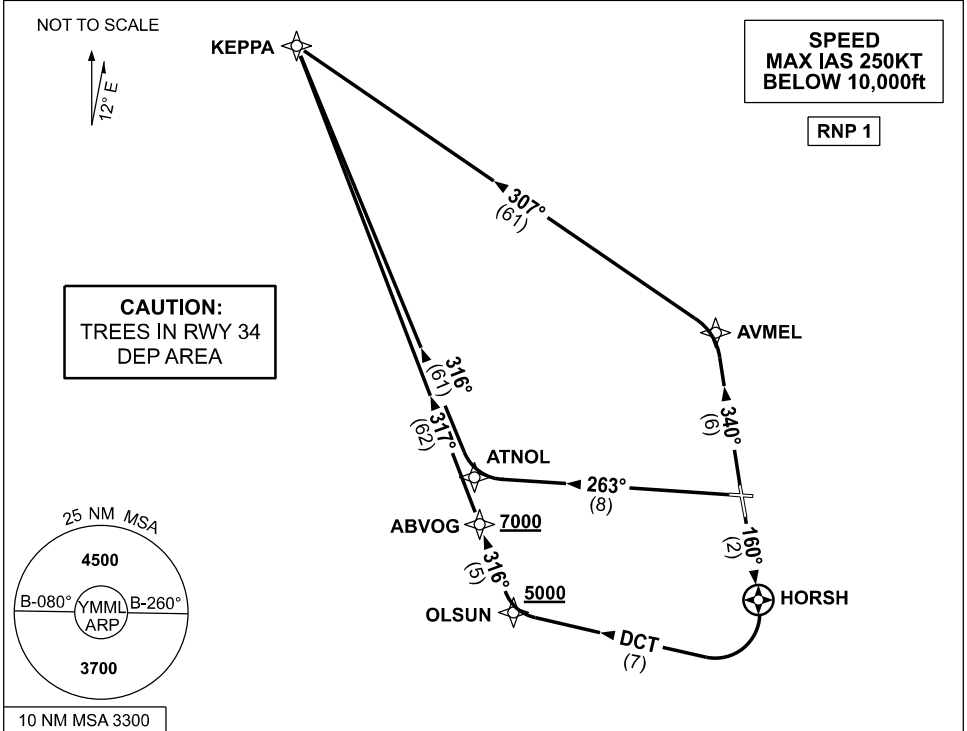 NOT TO SCALE
12° E
KEPPA
SPEED
MAX IAS 250KT
BELOW 10,000ft
RNP 1
307°
(61)
CAUTION:
TREES IN RWY 34
DEP AREA
AVMEL
316°
(61)
317°
(62)
340°
(6)
ATNOL
263°
(8)
ABVOG
7000
160°
(2)
316°
(5)
5000
OLSUN
HORSH
DCT
(7)
25 NM MSA
4500
B-080°
YMML
ARP
B-260°
3700
10 NM MSA 3300